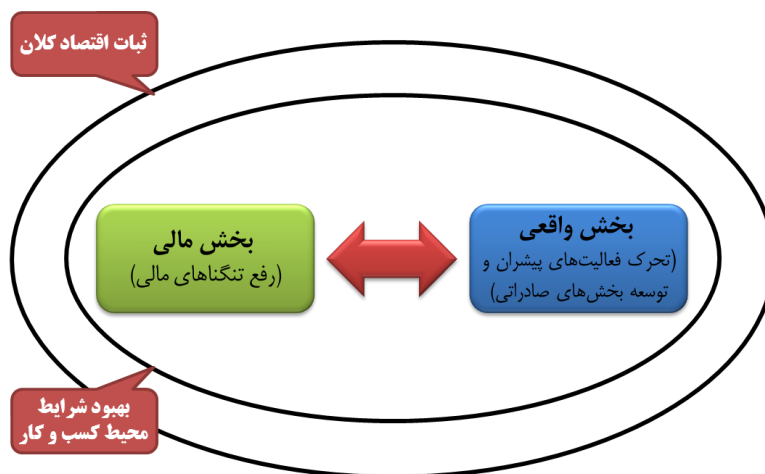 ثبات اقتصاد کلان
بخش واقعی
(تحرک فعالیت‌های پیشران و
توسعه بخش‌های صادراتی)
بخش مالی
(رفع تنگناهای مالی)
بهبود شرایط
محیط کسب و کار